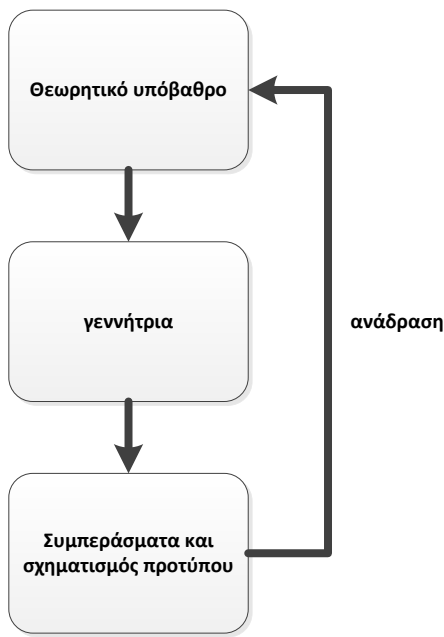 Θεωρητικό υπόβαθρο
γεννήτρια
ανάδραση
Συμπεράσματα και
σχηματισμός προτύπου